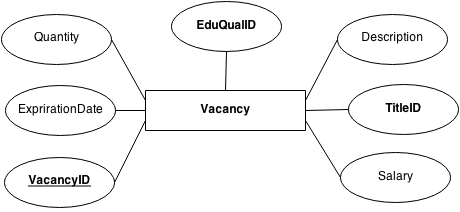 EduQualID
Quantity
Description
ExprirationDate
Vacancy
TitleID
VacancyID
Salary